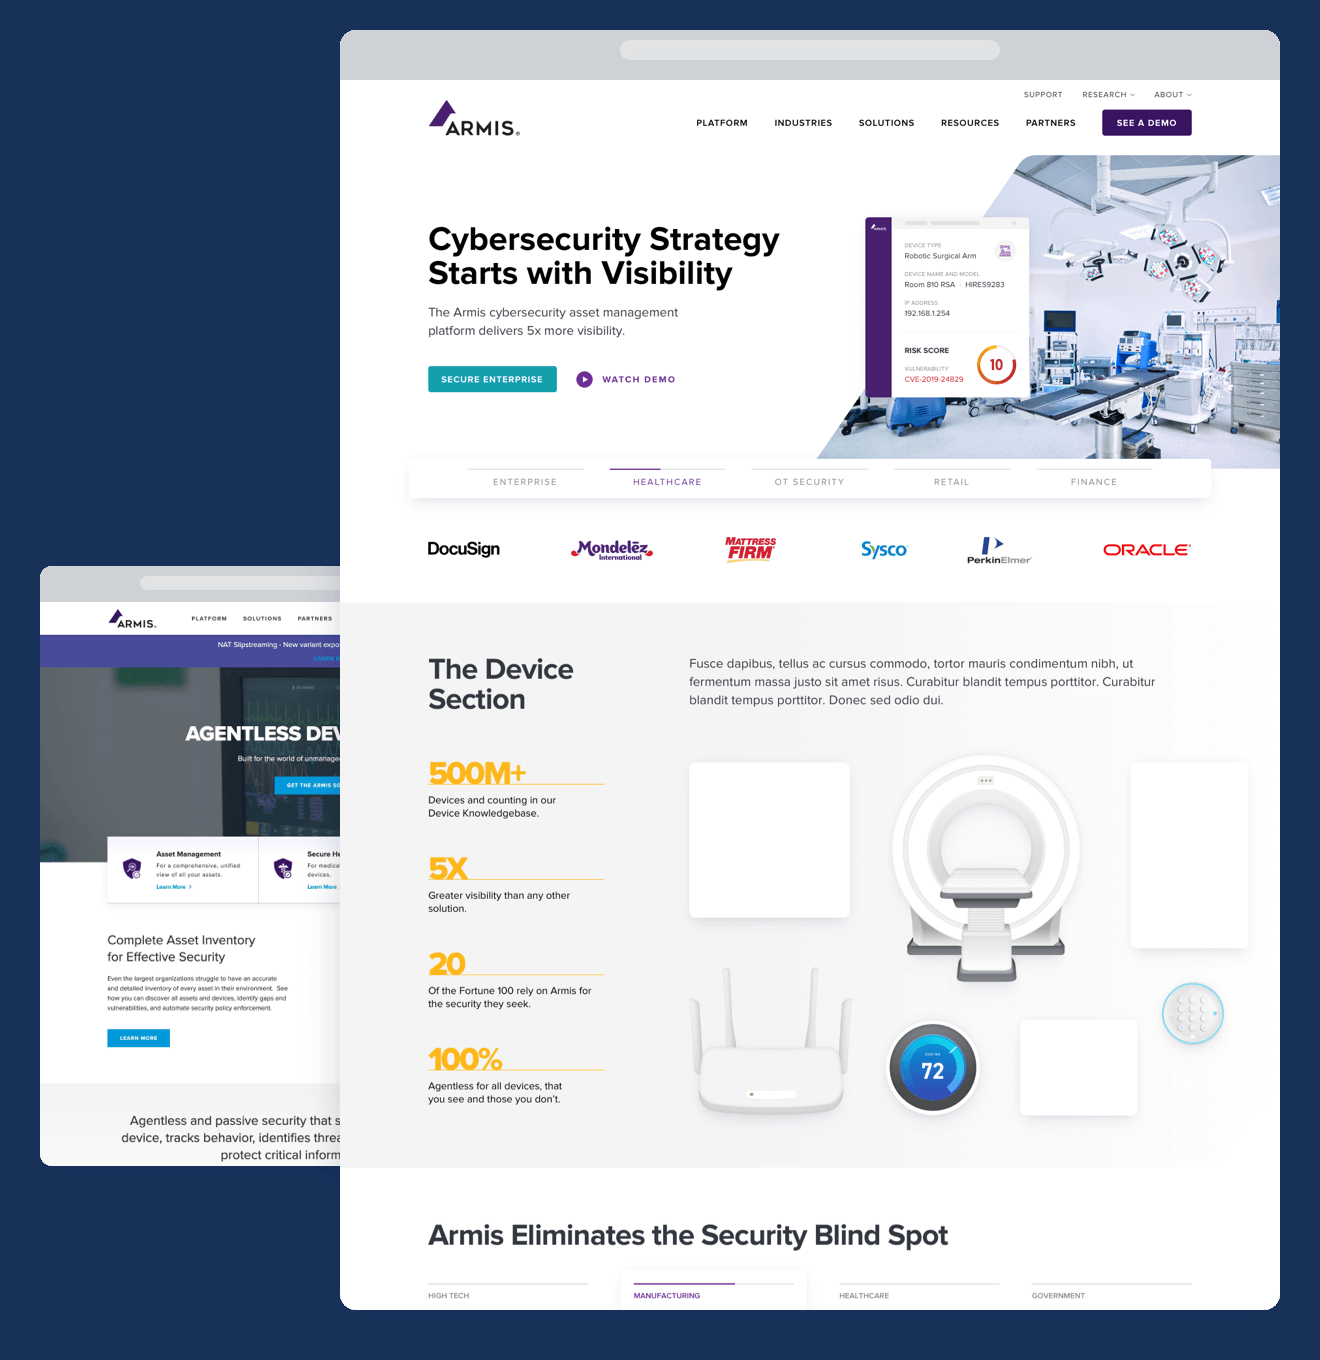 SUPPORT
RESEARCH
ABOUT
ARMIS
PLATFORM
INDUSTRIES
SOLUTIONS
RESOURCES
PARTNERS
SEE A DEMO
Cybersecurity Strategy
Starts with Visibility
The Armis cybersecurity asset management
platform delivers 5x more visibility.
SECURE ENTERPRISE
WATCH DEMO
DEVICE TYPE
Robotic Surgical Arm
DEVICE NAME AND MODEL
Room 810 RSA · HIRES9283
IP ADDRESS
192.168.1.254
RISK SCORE
VULNERABILITY
CVE-2019-24829
10
ENTERPRISE
HEALTHCARE
OT SECURITY
RETAIL
FINANCE
DocuSign
Mondelēz
International
MATTRESS
FIRM
Sysco
PerkinElmer
ORACLE
The Device
Section
Fusce dapibus, tellus ac cursus commodo, tortor mauris condimentum nibh, ut
fermentum massa justo sit amet risus. Curabitur blandit tempus porttitor. Curabitur
blandit tempus porttitor. Donec sed odio dui.
500M+
Devices and counting in our
Device Knowledgebase.
5X
Greater visibility than any other
solution.
20
Of the Fortune 100 rely on Armis for
the security they seek.
100%
Agentless for all devices, that
you see and those you don't.
72
Armis Eliminates the Security Blind Spot
HIGH TECH
MANUFACTURING
HEALTHCARE
GOVERNMENT
ARMIS
PLATFORM
SOLUTIONS
PARTNERS
NAT Slipstreaming - New variant expo
LEARN
AGENTLESS DEV
Built for the world of unmanage
GET THE ARMIS SO
Asset Management
For a comprehensive, unified
view of all your assets.
Learn More >
Secure He
For medica
devices.
Learn More
Complete Asset Inventory
for Effective Security
Even the largest organizations struggle to have an accurate
and detailed inventory of every asset in their environment. See
how you can discover all assets and devices, identify gaps and
vulnerabilities, and automate security policy enforcement.
LEARN MORE
Agentless and passive security that s
device, tracks behavior, identifies threa
protect critical inform